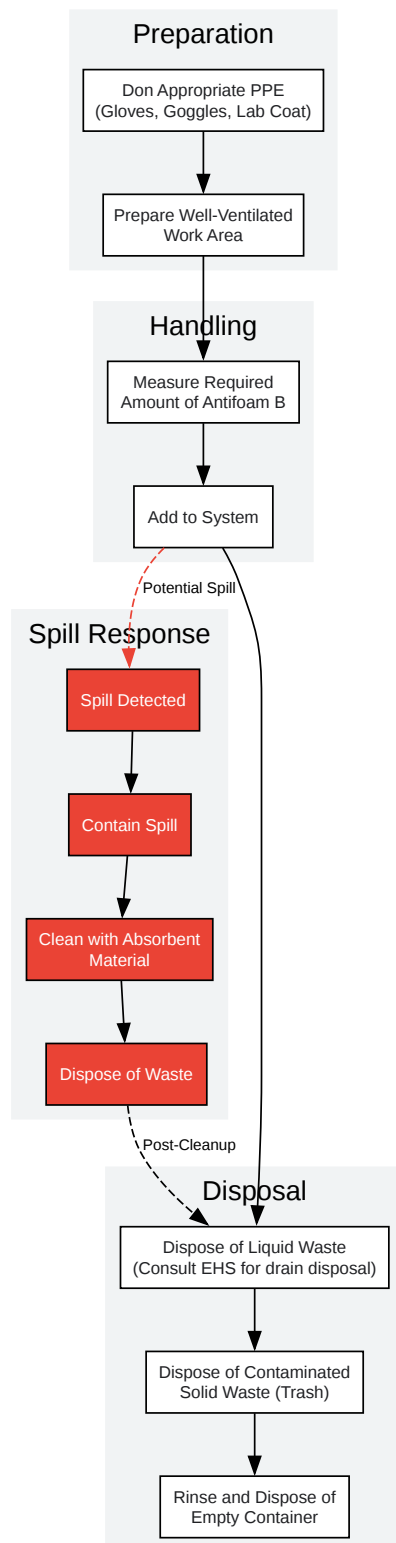 Preparation
Don Appropriate PPE
(Gloves, Goggles, Lab Coat)
Prepare Well-Ventilated
Work Area
Handling
Measure Required
Amount of Antifoam B
Add to System
Potential Spill
Spill Response
Spill Detected
Contain Spill
Clean with Absorbent
Material
Dispose of Waste
Post-Cleanup
Disposal
Dispose of Liquid Waste
(Consult EHS for drain disposal)
Dispose of Contaminated
Solid Waste (Trash)
Rinse and Dispose of
Empty Container